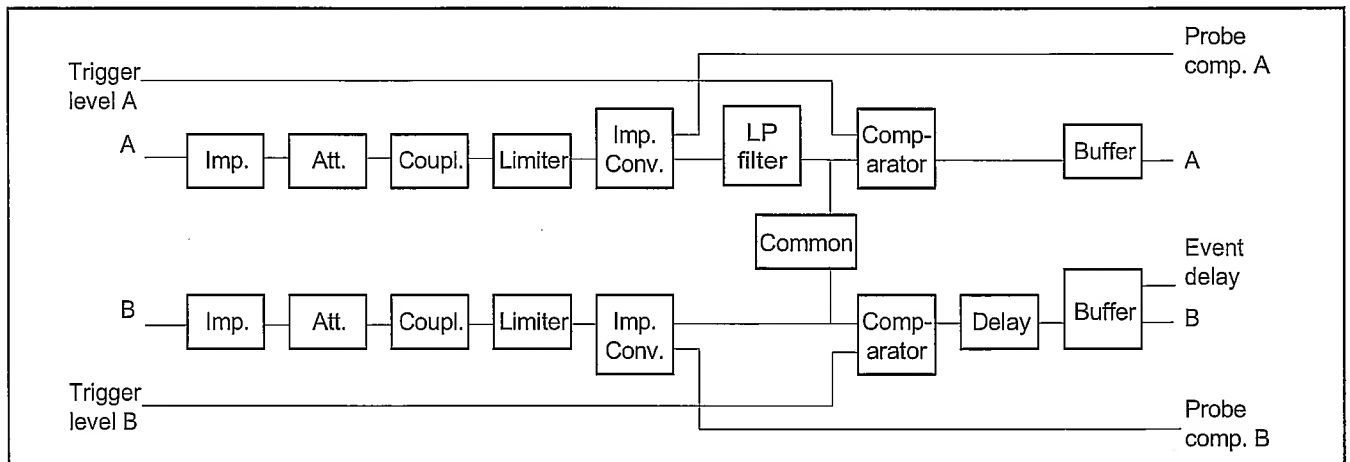 Probe
comp. A
Trigger
level A
A
Imp.
Att.
Coupl.
Limiter
Imp.
Conv.
LP
filter
Comp-
arator
Buffer
A
Common
Event
delay
B
Imp.
Att.
Coupl.
Limiter
Imp.
Conv.
Comp-
arator
Delay
Buffer
B
Trigger
level B
Probe
comp. B